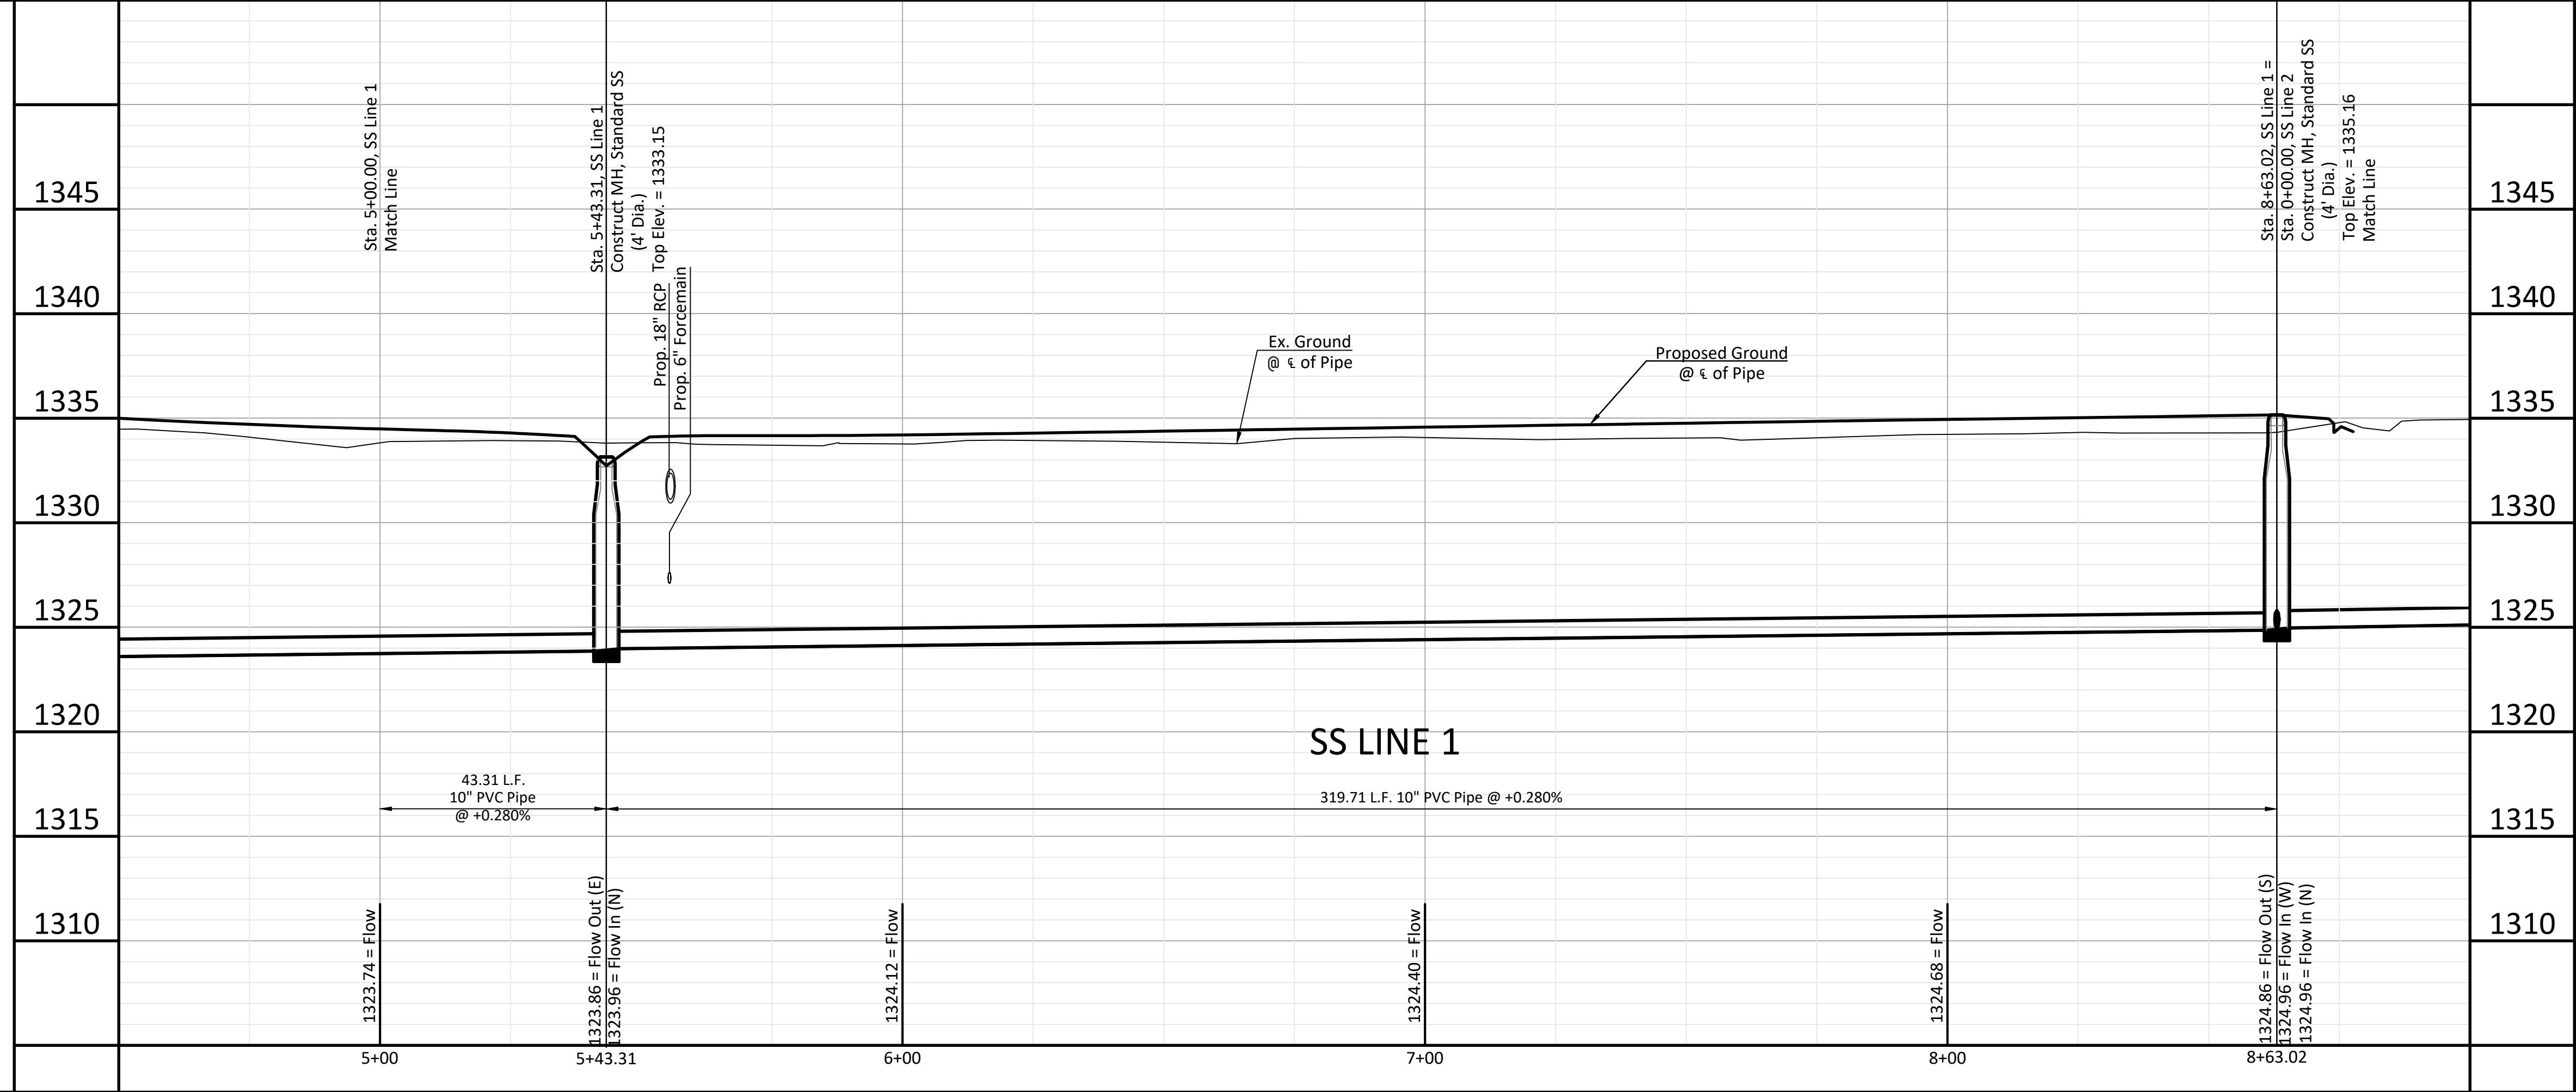 Sta. 5+00.00, SS Line 1
Match Line
Sta. 5+43.31, SS Line 1
Construct MH, Standard SS
(4' Dia.)
Top Elev. = 1333.15
Prop. 18" RCP
Prop. 6" Forcemain
Sta. 8+63.02, SS Line 1 =
Sta. 0+00.00, SS Line 2
Construct MH, Standard SS
(4' Dia.)
Top Elev. = 1335.16
Match Line
1345
1345
1340
1340
Ex. Ground
@ ℄ of Pipe
Proposed Ground
@ ℄ of Pipe
1335
1335
1330
1330
1325
1325
1320
1320
SS LINE 1
43.31 L.F.
10" PVC Pipe
@ +0.280%
319.71 L.F. 10" PVC Pipe @ +0.280%
1315
1315
1310
1310
1323.74 = Flow
1323.86 = Flow Out (E)
1323.96 = Flow In (N)
1324.12 = Flow
1324.40 = Flow
1324.68 = Flow
1324.86 = Flow Out (S)
1324.96 = Flow In (W)
1324.96 = Flow In (N)
5+00
5+43.31
6+00
7+00
8+00
8+63.02